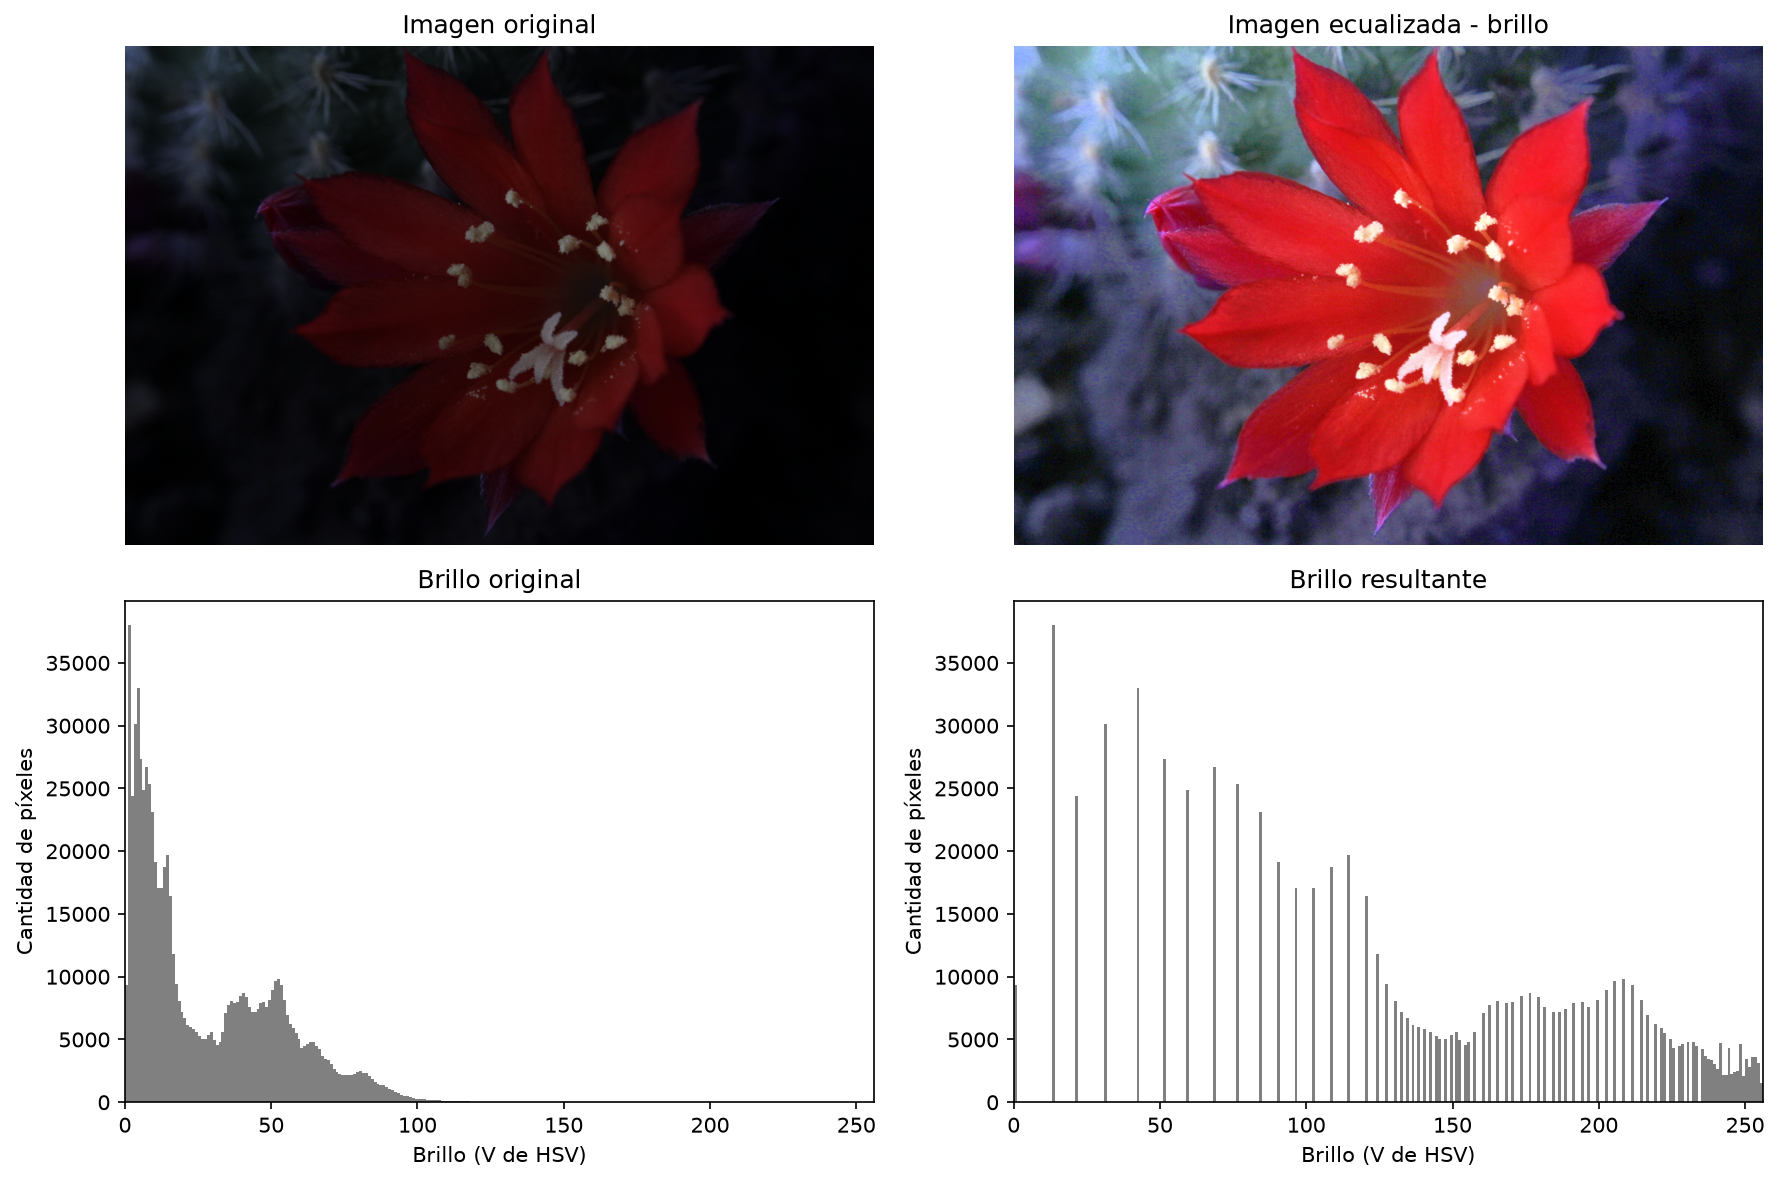 Imagen original
Imagen ecualizada - brillo
Brillo original
35000
30000
25000
20000
15000
10000
5000
0
Cantidad de píxeles
0 50 100 150 200 250
Brillo (V de HSV)
Brillo resultante
35000
30000
25000
20000
15000
10000
5000
0
Cantidad de píxeles
0 50 100 150 200 250
Brillo (V de HSV)